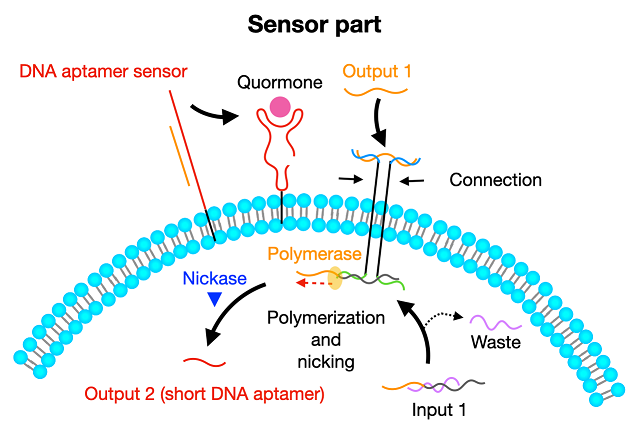 Sensor part
DNA aptamer sensor
Quormone
Output 1
Connection
Polymerase
Nickase
Polymerization
and
nicking
Waste
Output 2 (short DNA aptamer)
Input 1